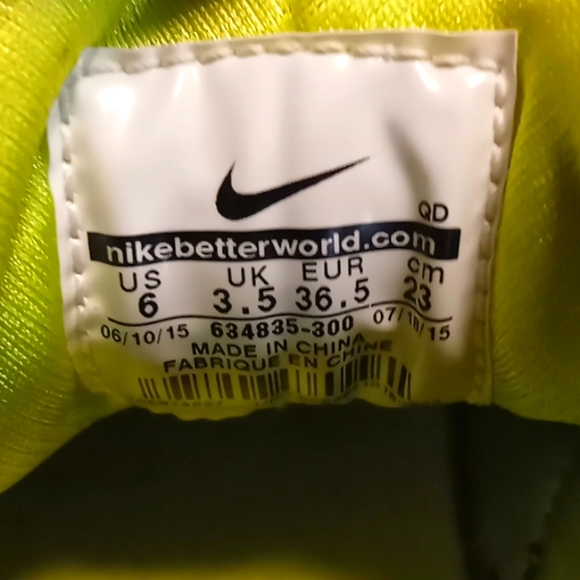 QD
nikebetterworld.com
US UK EUR cm
6 3.5 36.5 23
06/10/15 634835-300 07/18/15
MADE IN CHINA
FABRIQUE EN CHINE